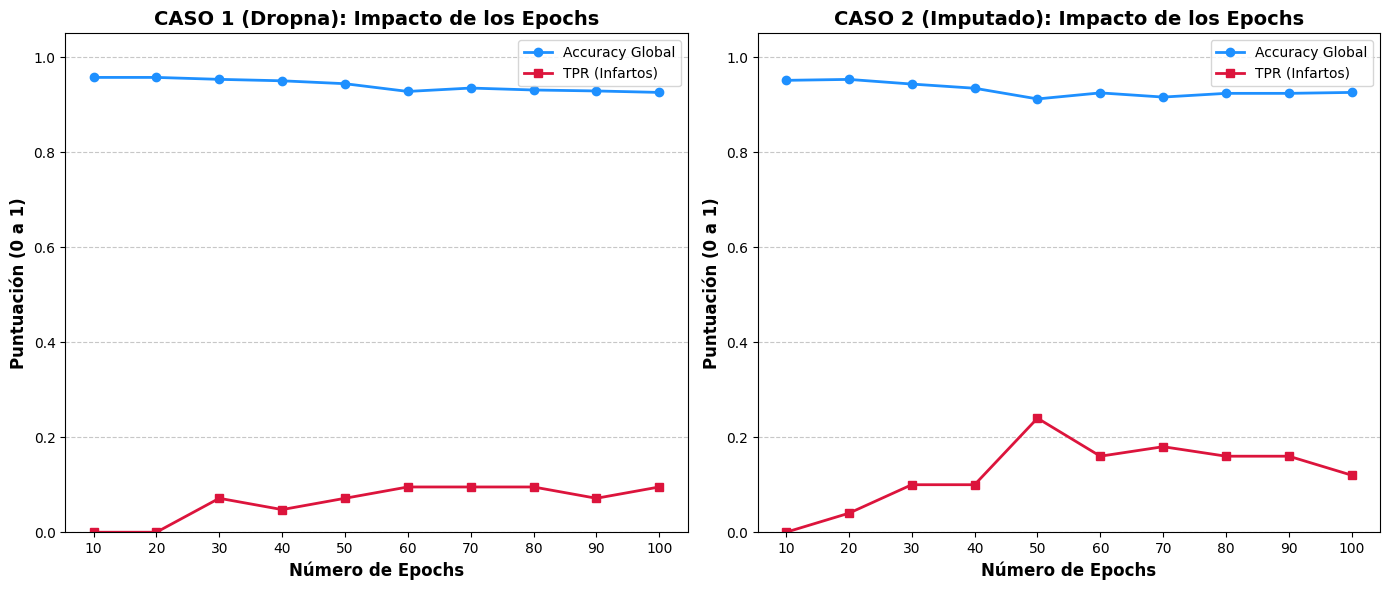 CASO 1 (Dropna): Impacto de los Epochs
Puntuación (0 a 1)
1.0
0.8
0.6
0.4
0.2
0.0
Accuracy Global
TPR (Infartos)
10 20 30 40 50 60 70 80 90 100
Número de Epochs
CASO 2 (Imputado): Impacto de los Epochs
Puntuación (0 a 1)
1.0
0.8
0.6
0.4
0.2
0.0
Accuracy Global
TPR (Infartos)
10 20 30 40 50 60 70 80 90 100
Número de Epochs